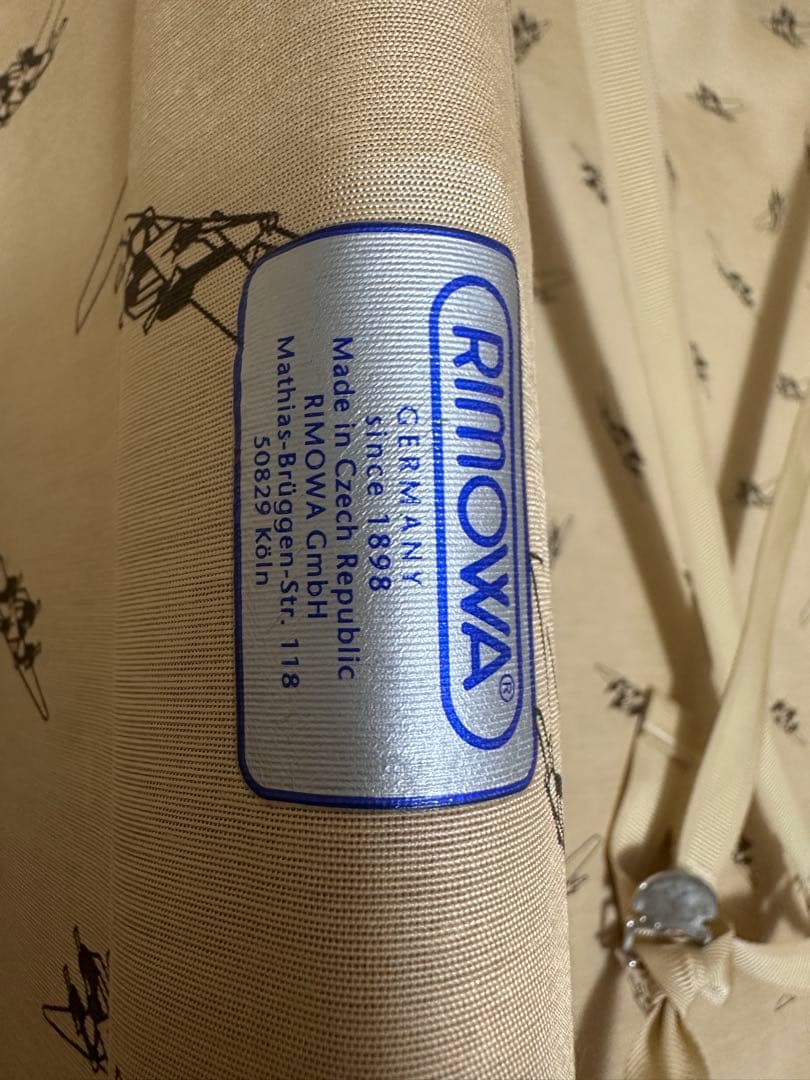 RIMOWA®
GERMANY
since 1898
Made in Czech Republic
RIMOWA GmbH
Mathias-Brüggen-Str. 118
50829 Köln